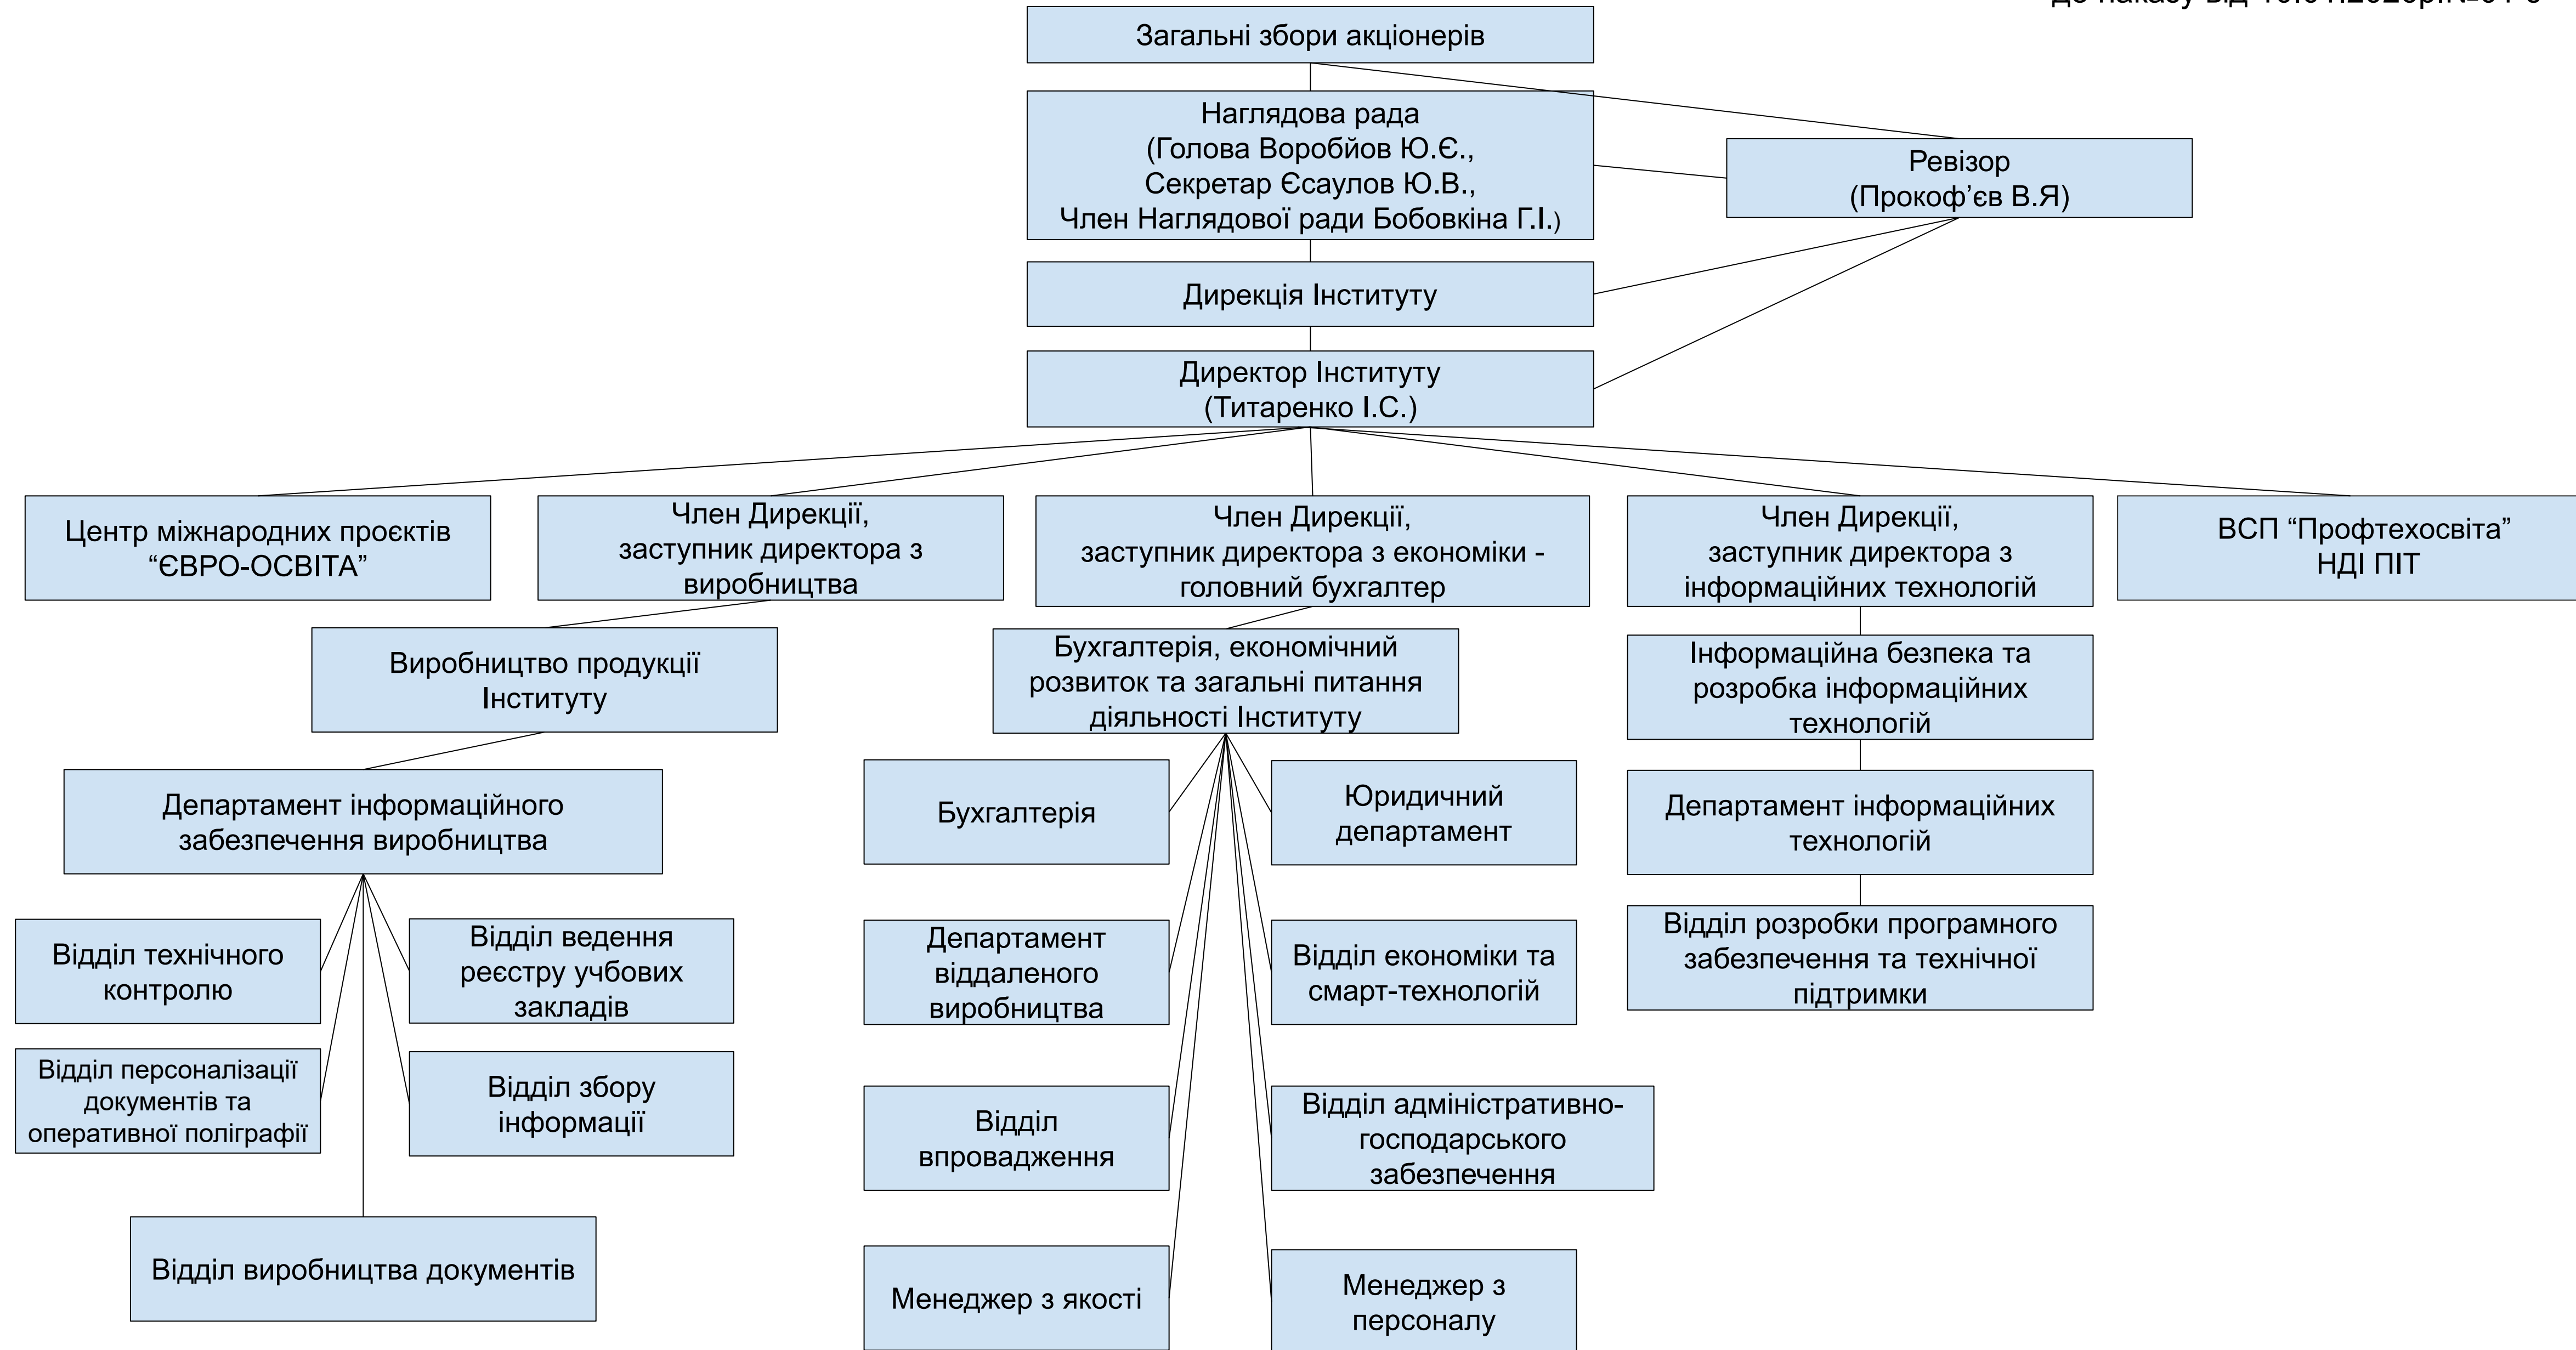 Загальні збори акціонерів
Наглядова рада
(Голова Воробйов Ю.Є.,
Секретар Єсаулов Ю.В.,
Член Наглядової ради Бобовкіна Г.І.)
Ревізор
(Прокоф’єв В.Я)
Дирекція Інституту
Директор Інституту
(Титаренко І.С.)
Центр міжнародних проєктів
“ЄВРО-ОСВІТА”
Член Дирекції,
заступник директора з
виробництва
Член Дирекції,
заступник директора з економіки -
головний бухгалтер
Член Дирекції,
заступник директора з
інформаційних технологій
ВСП “Профтехосвіта”
НДІ ПІТ
Виробництво продукції
Інституту
Бухгалтерія, економічний
розвиток та загальні питання
діяльності Інституту
Інформаційна безпека та
розробка інформаційних
технологій
Департамент інформаційного
забезпечення виробництва
Бухгалтерія
Юридичний
департамент
Департамент інформаційних
технологій
Відділ технічного
контролю
Відділ ведення
реєстру учбових
закладів
Департамент
віддаленого
виробництва
Відділ економіки та
смарт-технологій
Відділ розробки програмного
забезпечення та технічної
підтримки
Відділ персоналізації
документів та
оперативної поліграфії
Відділ збору
інформації
Відділ
впровадження
Відділ адміністративно-
господарського
забезпечення
Відділ виробництва документів
Менеджер з якості
Менеджер з
персоналу